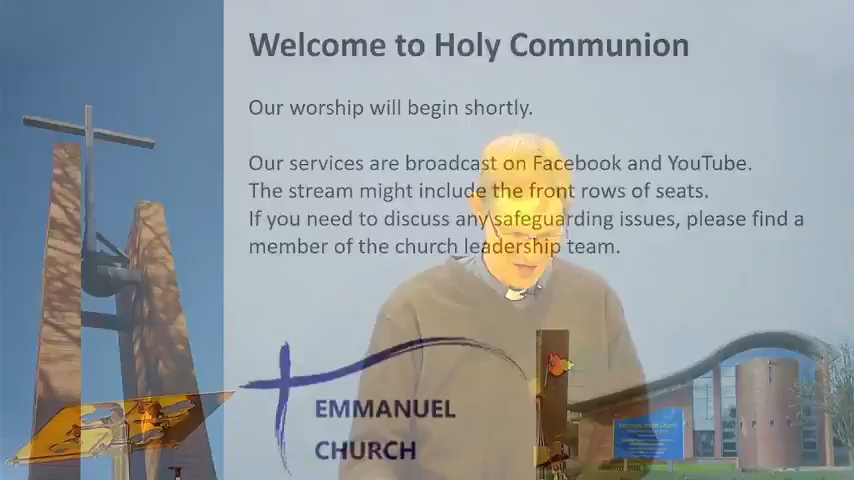 Welcome to Holy Communion
Our worship will begin shortly.
Our services are broadcast on Facebook and YouTube.
The stream might include the front rows of seats.
If you need to discuss any safeguarding issues, please find a
member of the church leadership team.
EMMANUEL
CHURCH